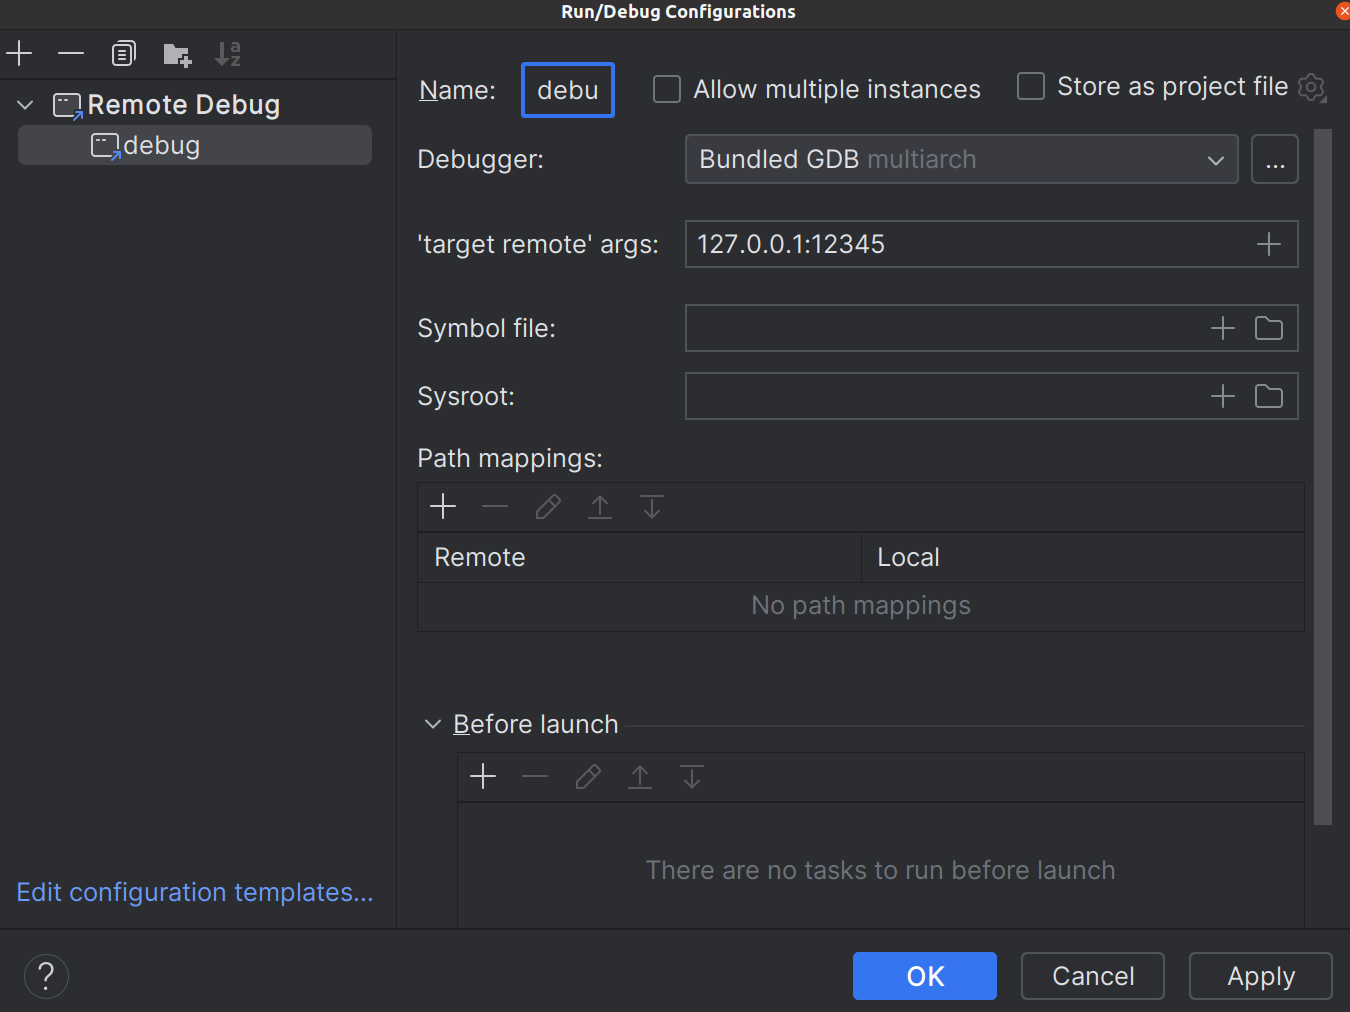 Run/Debug Configurations
Remote Debug
debug
Edit configuration templates...
Name: debu
Allow multiple instances
Store as project file
Debugger: Bundled GDB multiarch ...
'target remote' args: 127.0.0.1:12345
Symbol file:
Sysroot:
Path mappings:
Remote Local
No path mappings
Before launch
There are no tasks to run before launch
? OK Cancel Apply